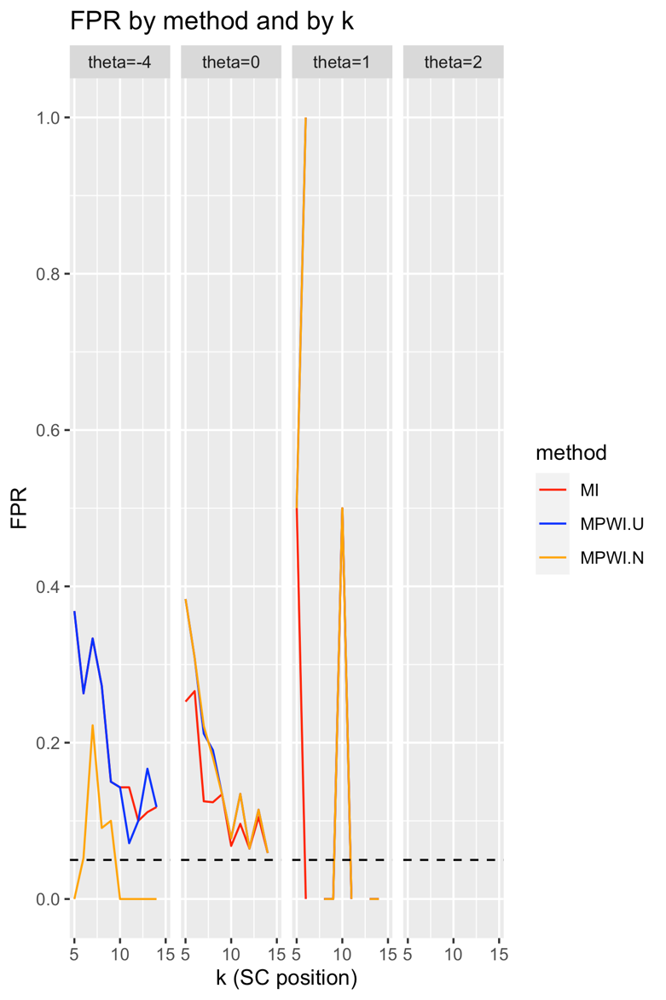 FPR by method and by k
theta=-4 theta=0 theta=1 theta=2
1.0
0.8
0.6
0.4
0.2
0.0
FPR
5 10 15 5 10 15 5 10 15 5 10 15
k (SC position)
method
MI
MPWI.U
MPWI.N